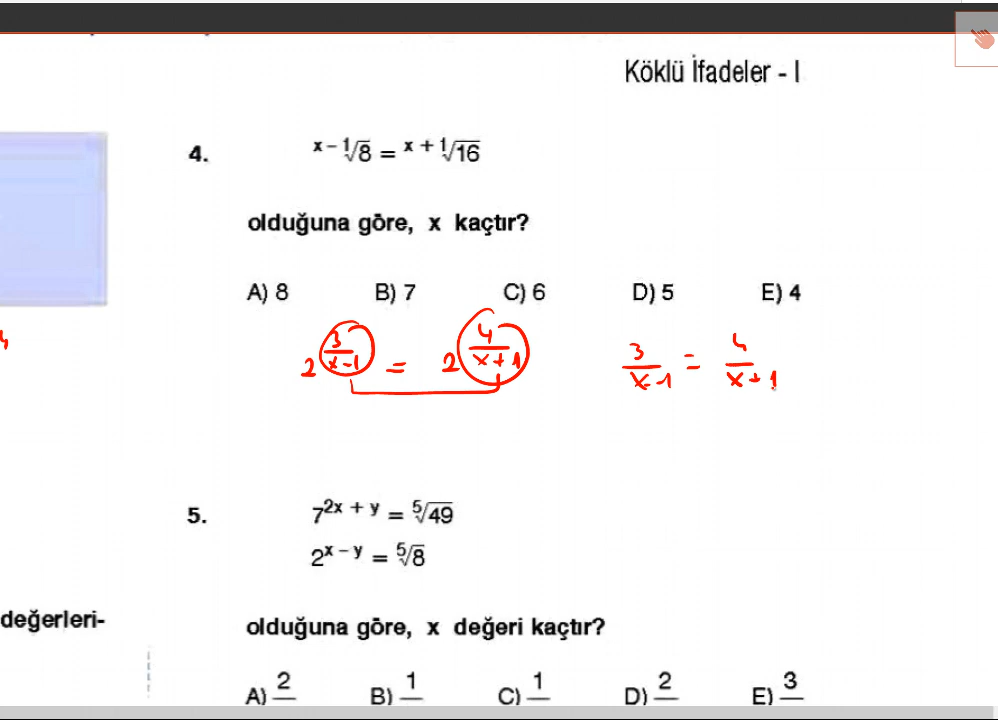 Köklü İfadeler - I
4. ˣ⁻¹√8 = ˣ⁺¹√16
olduğuna göre, x kaçtır?
A) 8 B) 7 C) 6 D) 5 E) 4
4
2^(3/(x-1)) = 2^(4/(x+1)) 3/(x-1) = 4/(x+1)
5. 7^(2x + y) = ⁵√49
2^(x – y) = ⁵√8
değerleri-
olduğuna göre, x değeri kaçtır?
A) 2 B) 1 C) 1 D) 2 E) 3